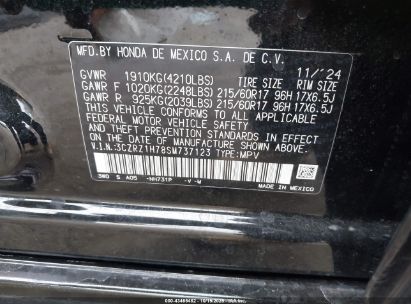 MFD.BY HONDA DE MEXICO S.A. DE C.V.
11/'24
GVWR 1910KG(4210LBS) TIRE SIZE RIM SIZE
GAWR F 1020KG(2248LBS) 215/60R17 96H 17X6.5J
GAWR R 925KG(2039LBS) 215/60R17 96H 17X6.5J
THIS VEHICLE CONFORMS TO ALL APPLICABLE
FEDERAL MOTOR VEHICLE SAFETY AND
THEFT PREVENTION STANDARDS IN EFFECT ON THE
DATE OF MANUFACTURE SHOWN ABOVE.
V.I.N.:3CZRZ1H78SM737123 TYPE:MPV
3W0 S A05 NH731P -V -W MADE IN MEXICO